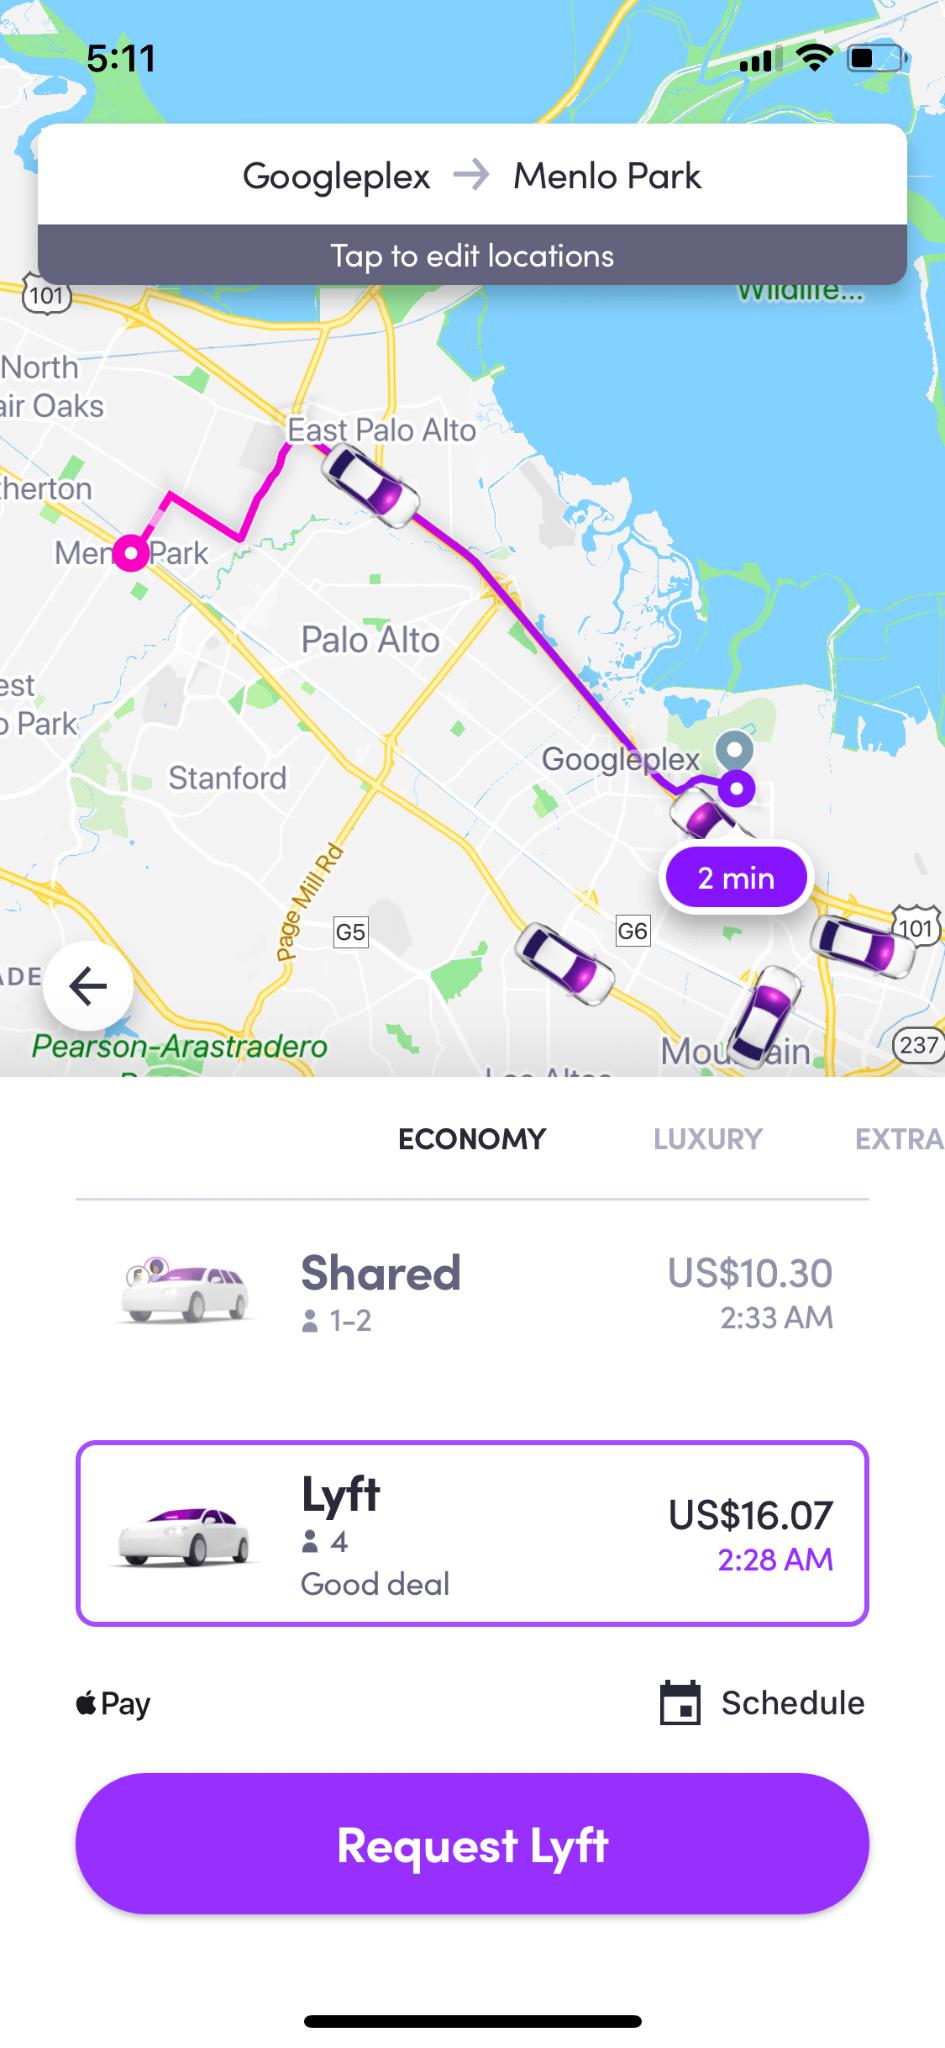 5:11
Googleplex → Menlo Park
Tap to edit locations
Wildlife...
101
North
air Oaks
East Palo Alto
therton
Men Park
Palo Alto
est
o Park
Googleplex
Stanford
2 min
Page Mill Rd
G5
G6
101
ADE
Pearson-Arastradero
Mou ain
237
Los Altos
ECONOMY
LUXURY
EXTRA
Shared
US$10.30
1-2
2:33 AM
Lyft
US$16.07
4
2:28 AM
Good deal
Pay
Schedule
Request Lyft